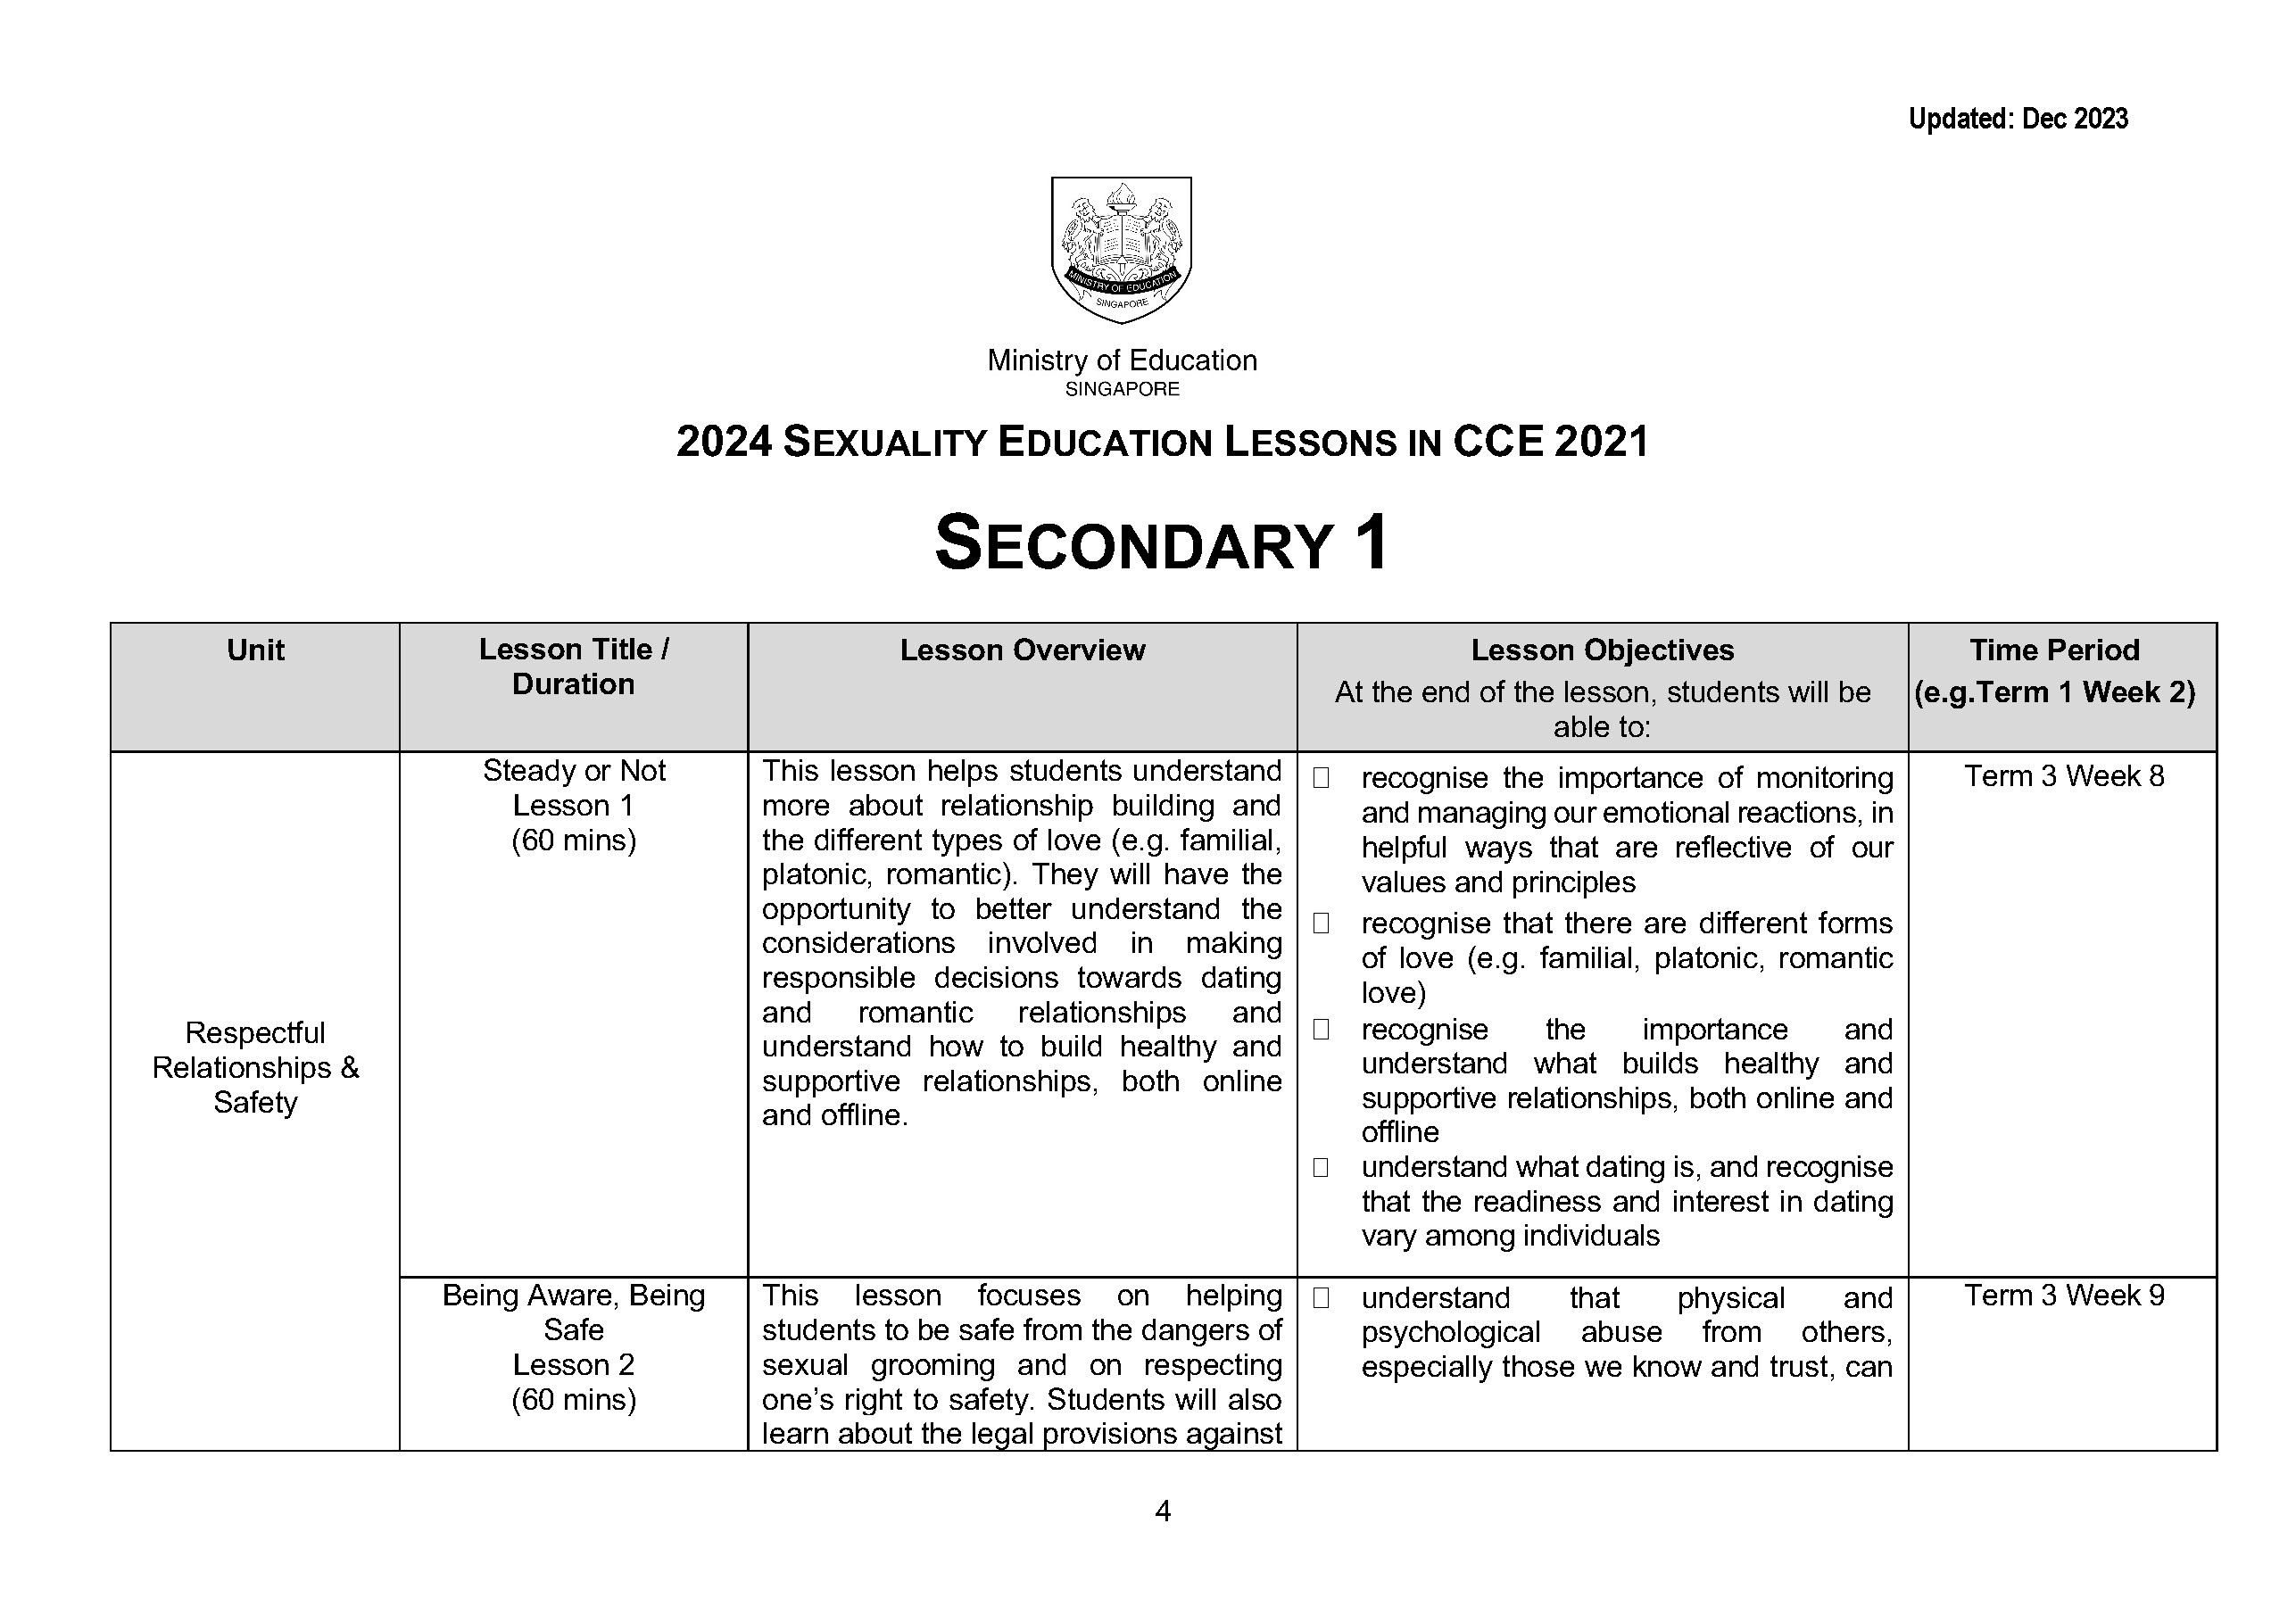 Updated: Dec 2023
MINISTRY OF EDUCATION
SINGAPORE
Ministry of Education
SINGAPORE
2024 SEXUALITY EDUCATION LESSONS IN CCE 2021
SECONDARY 1
Unit
Lesson Title /
Duration
Lesson Overview
Lesson Objectives
At the end of the lesson, students will be
able to:
Time Period
(e.g.Term 1 Week 2)
Respectful
Relationships &
Safety
Steady or Not
Lesson 1
(60 mins)
This lesson helps students understand
more about relationship building and
the different types of love (e.g. familial,
platonic, romantic). They will have the
opportunity to better understand the
considerations involved in making
responsible decisions towards dating
and romantic relationships and
understand how to build healthy and
supportive relationships, both online
and offline.
recognise the importance of monitoring
and managing our emotional reactions, in
helpful ways that are reflective of our
values and principles
recognise that there are different forms
of love (e.g. familial, platonic, romantic
love)
recognise the importance and
understand what builds healthy and
supportive relationships, both online and
offline
understand what dating is, and recognise
that the readiness and interest in dating
vary among individuals
Term 3 Week 8
Being Aware, Being
Safe
Lesson 2
(60 mins)
This lesson focuses on helping
students to be safe from the dangers of
sexual grooming and on respecting
one’s right to safety. Students will also
learn about the legal provisions against
understand that physical and
psychological abuse from others,
especially those we know and trust, can
Term 3 Week 9
4